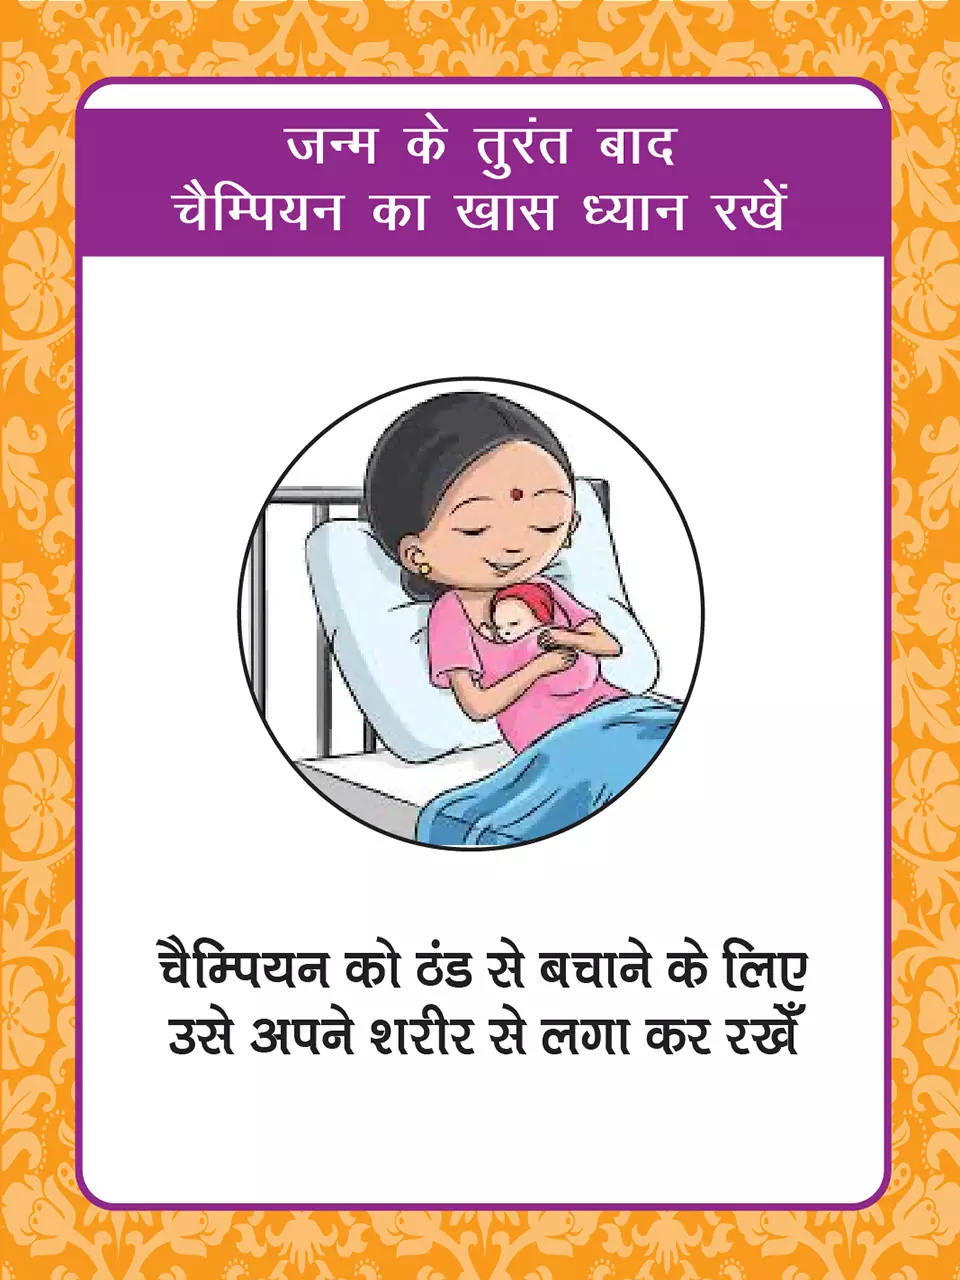 जन्म के तुरंत बाद
चैम्पियन का खास ध्यान रखें
चैम्पियन को ठंड से बचाने के लिए
उसे अपने शरीर से लगा कर रखेँ